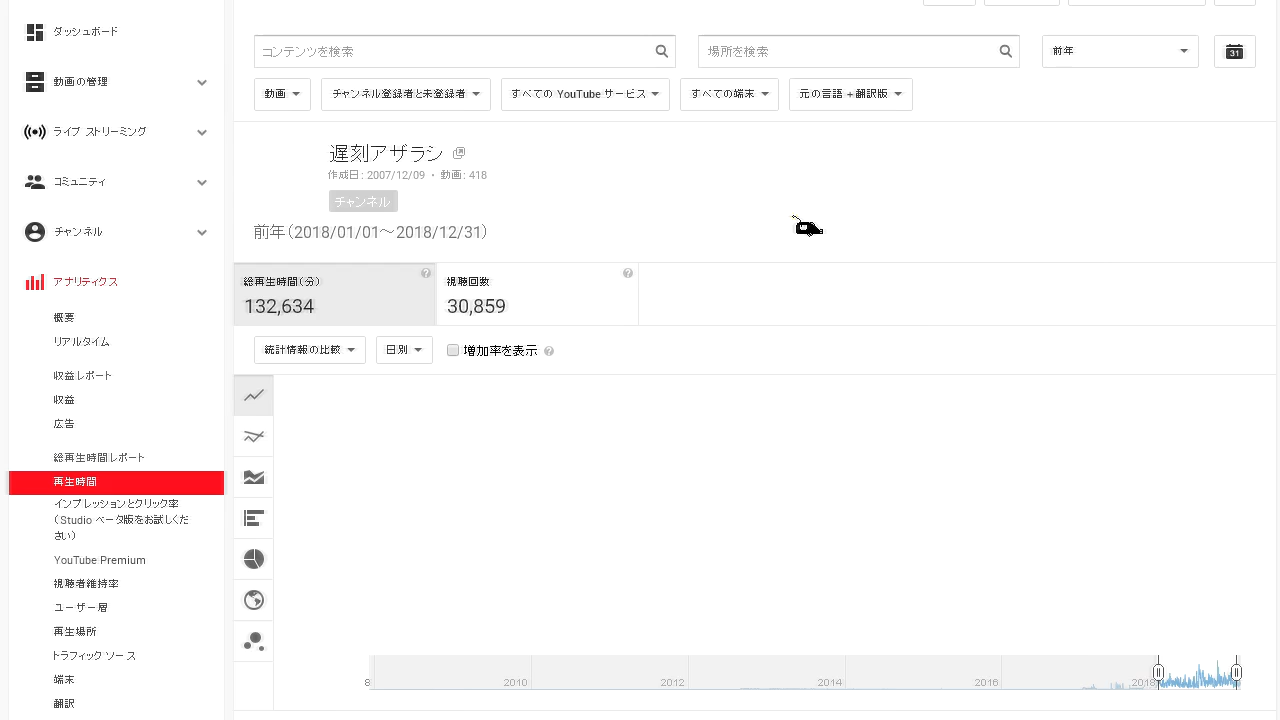 ダッシュボード
動画の管理
ライブ ストリーミング
コミュニティ
チャンネル
アナリティクス
概要
リアルタイム
収益レポート
収益
広告
総再生時間レポート
再生時間
インプレッションとクリック率
（Studio ベータ版をお試しくだ
さい）
YouTube Premium
視聴者維持率
ユーザー層
再生場所
トラフィック ソース
端末
翻訳
コンテンツを検索
場所を検索
前年
31
動画
チャンネル登録者と未登録者
すべての YouTube サービス
すべての端末
元の言語 + 翻訳版
遅刻アザラシ
作成日: 2007/12/09 ・ 動画: 418
チャンネル
前年（2018/01/01～2018/12/31）
総再生時間（分）
132,634
視聴回数
30,859
統計情報の比較
日別
増加率を表示
8
2010
2012
2014
2016
2018